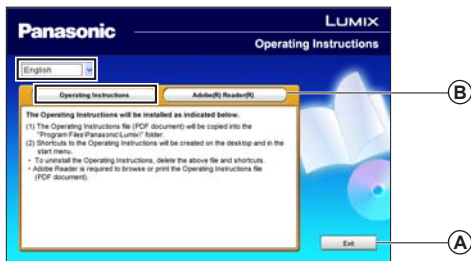 Panasonic
LUMIX
Operating Instructions
English
Operating Instructions
Adobe(R) Reader(R)
The Operating Instructions will be installed as indicated below.
(1) The Operating Instructions file (PDF document) will be copied into the
"Program Files\Panasonic\Lumix\" folder.
(2) Shortcuts to the Operating Instructions will be created on the desktop and in the
start menu.
・ To uninstall the Operating Instructions, delete the above file and shortcuts.
・ Adobe Reader is required to browse or print the Operating Instructions file
(PDF document).
B
Exit
A